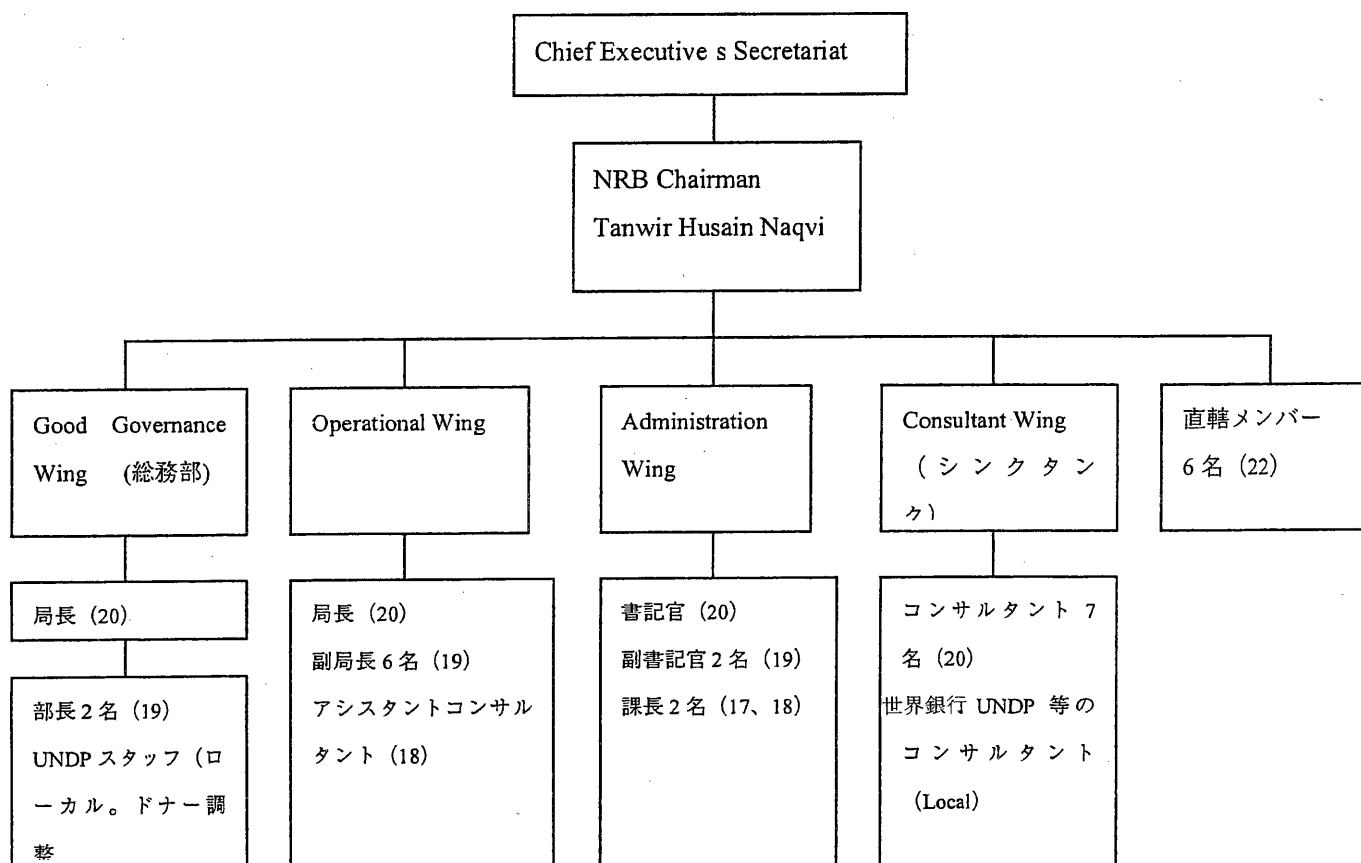 Chief Executive s Secretariat
NRB Chairman
Tanwir Husain Naqvi
Good Governance
Wing (総務部)
Operational Wing
Administration
Wing
Consultant Wing
(シンクタン
ク)
直轄メンバー
6名 (22)
局長 (20)
部長2名 (19)
UNDPスタッフ (ロ
ーカル。ドナー調
整
局長 (20)
副局長6名 (19)
アシスタントコンサル
タント (18)
書記官 (20)
副書記官2名 (19)
課長2名 (17、18)
コンサルタント 7
名 (20)
世界銀行 UNDP 等の
コンサルタント
(Local)